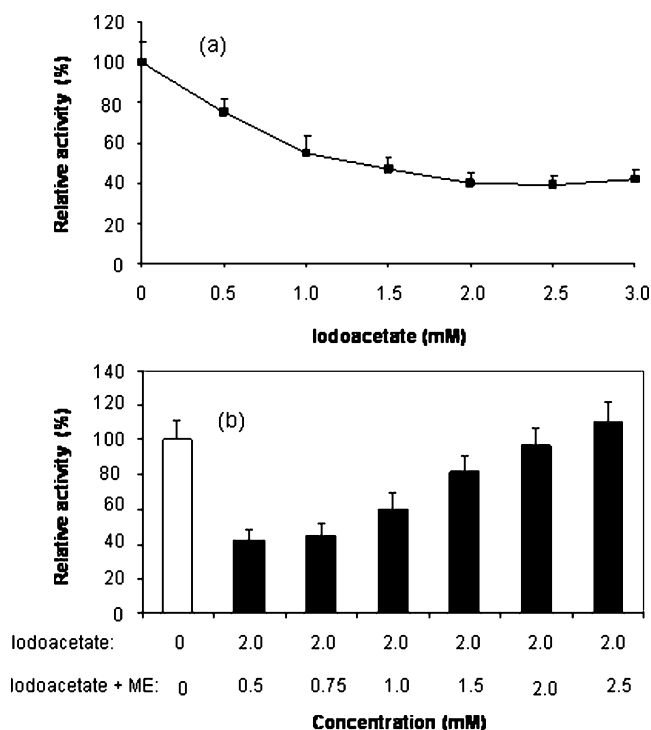 120
100
80
60
40
20
0
Relative activity (%)
(a)
0 0.5 1.0 1.5 2.0 2.5 3.0
Iodoacetate (mM)
140
120
100
80
60
40
20
0
Relative activity (%)
(b)
Iodoacetate: 0 2.0 2.0 2.0 2.0 2.0 2.0
Iodoacetate + ME: 0 0.5 0.75 1.0 1.5 2.0 2.5
Concentration (mM)